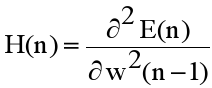 H(n) = ∂²E(n) / ∂w²(n−1)